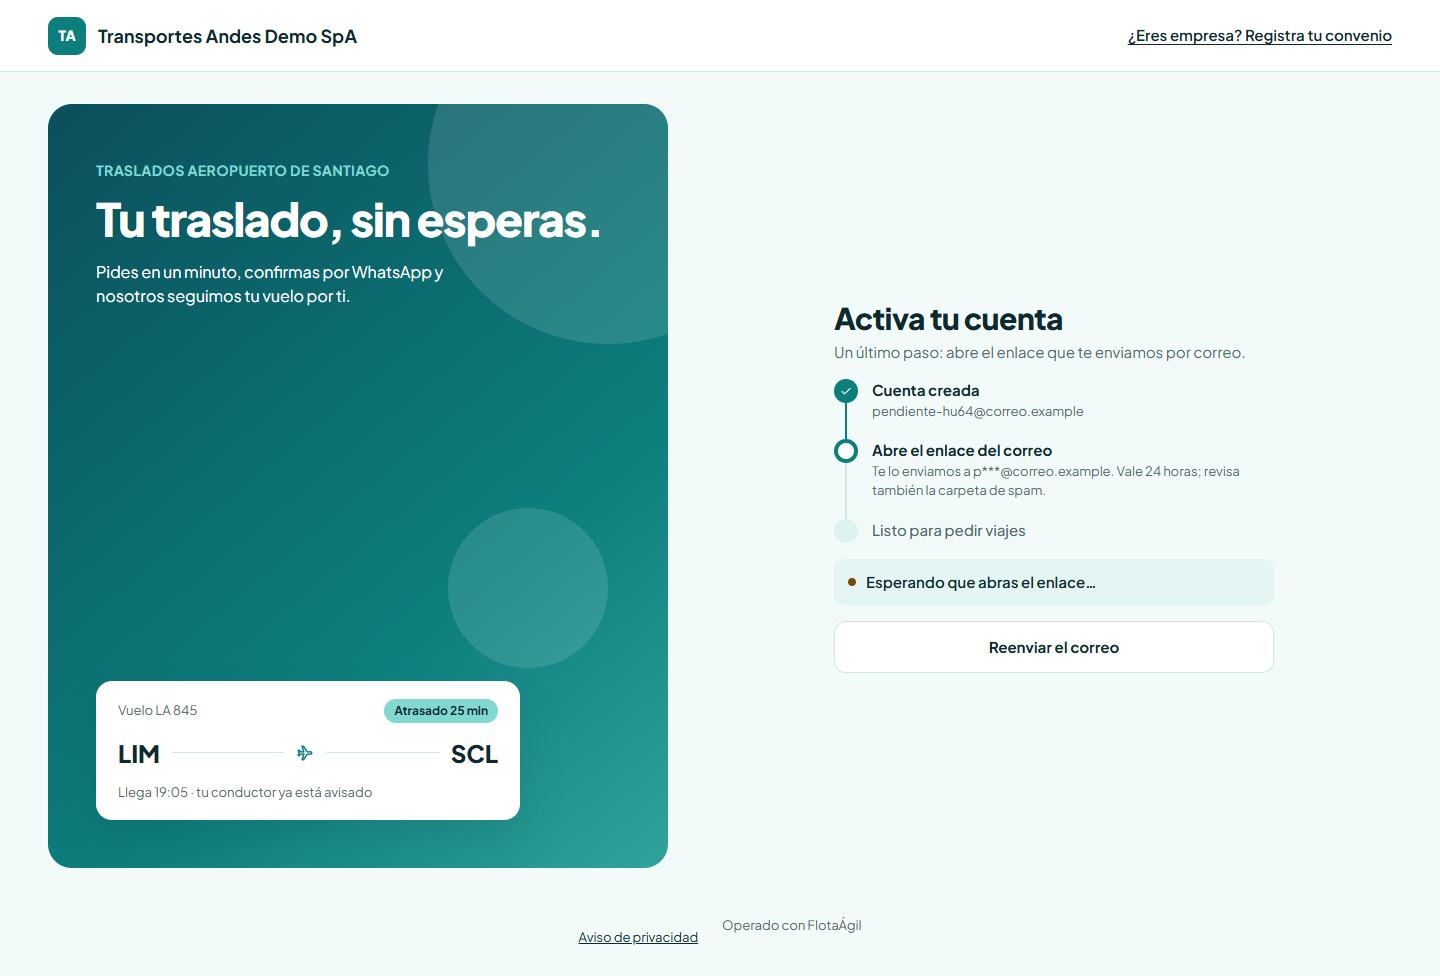 TA
Transportes Andes Demo SpA
¿Eres empresa? Registra tu convenio
TRASLADOS AEROPUERTO DE SANTIAGO
Tu traslado, sin esperas.
Pides en un minuto, confirmas por WhatsApp y
nosotros seguimos tu vuelo por ti.
Vuelo LA 845
Atrasado 25 min
LIM
SCL
Llega 19:05 · tu conductor ya está avisado
Activa tu cuenta
Un último paso: abre el enlace que te enviamos por correo.
Cuenta creada
pendiente-hu64@correo.example
Abre el enlace del correo
Te lo enviamos a p***@correo.example. Vale 24 horas; revisa
también la carpeta de spam.
Listo para pedir viajes
Esperando que abras el enlace…
Reenviar el correo
Aviso de privacidad
Operado con FlotaÁgil